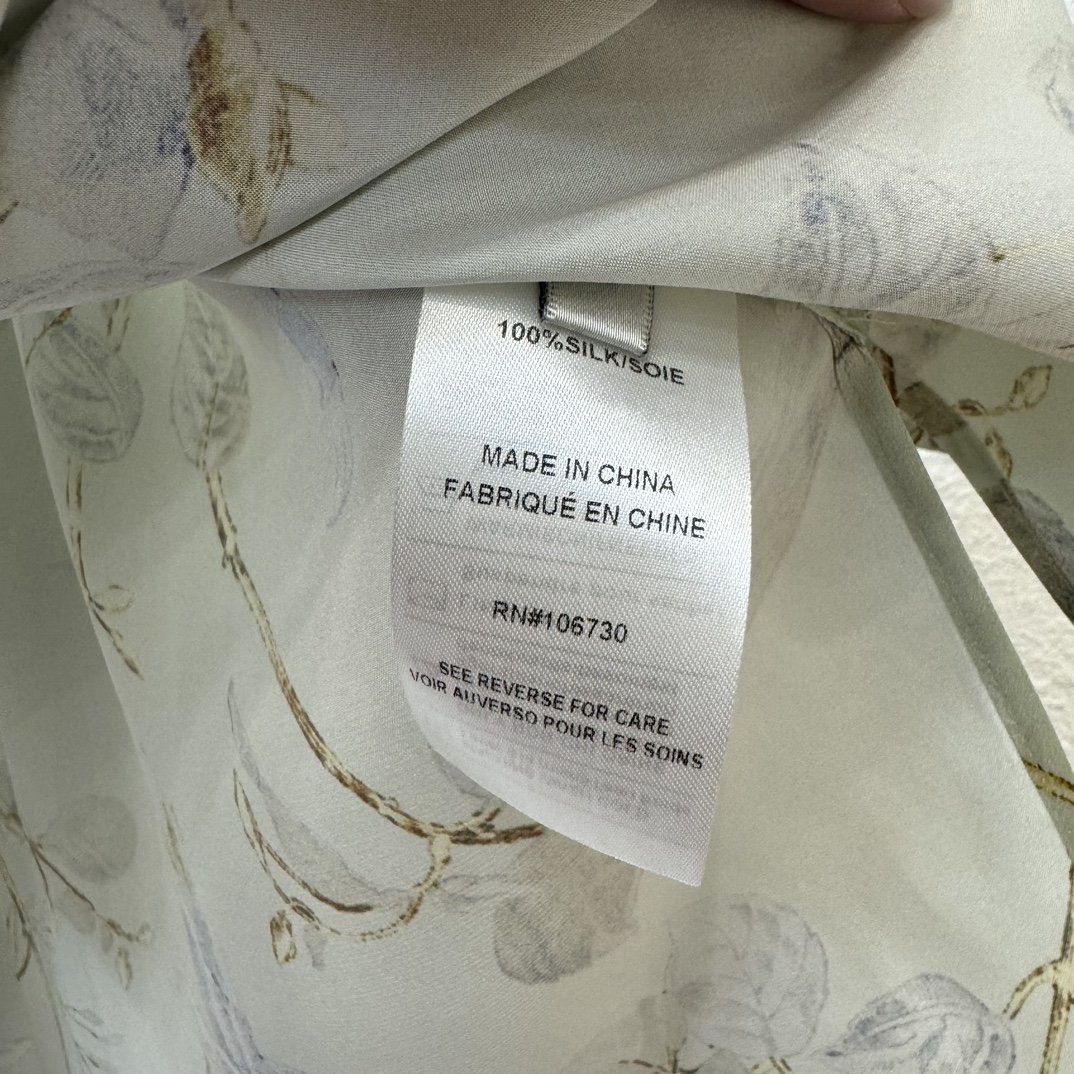 100%SILK/SOIE
MADE IN CHINA
FABRIQUÉ EN CHINE
RN#106730
SEE REVERSE FOR CARE
VOIR AUVERSO POUR LES SOINS